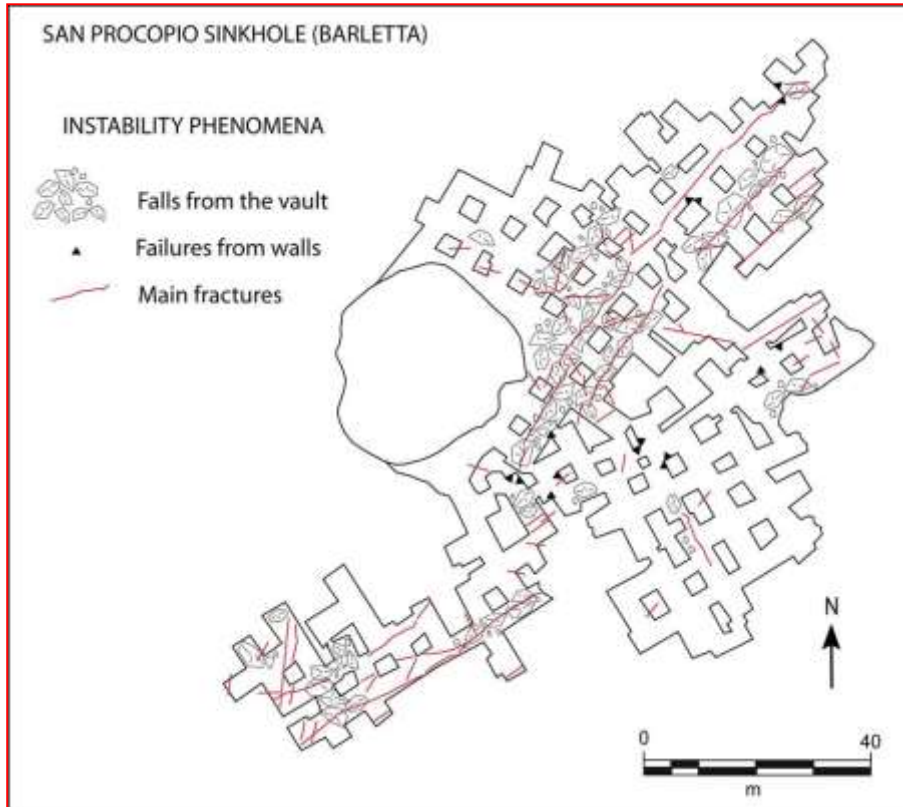 SAN PROCOPIO SINKHOLE (BARLETTA)
INSTABILITY PHENOMENA
Falls from the vault
Failures from walls
Main fractures
N
0 40
m